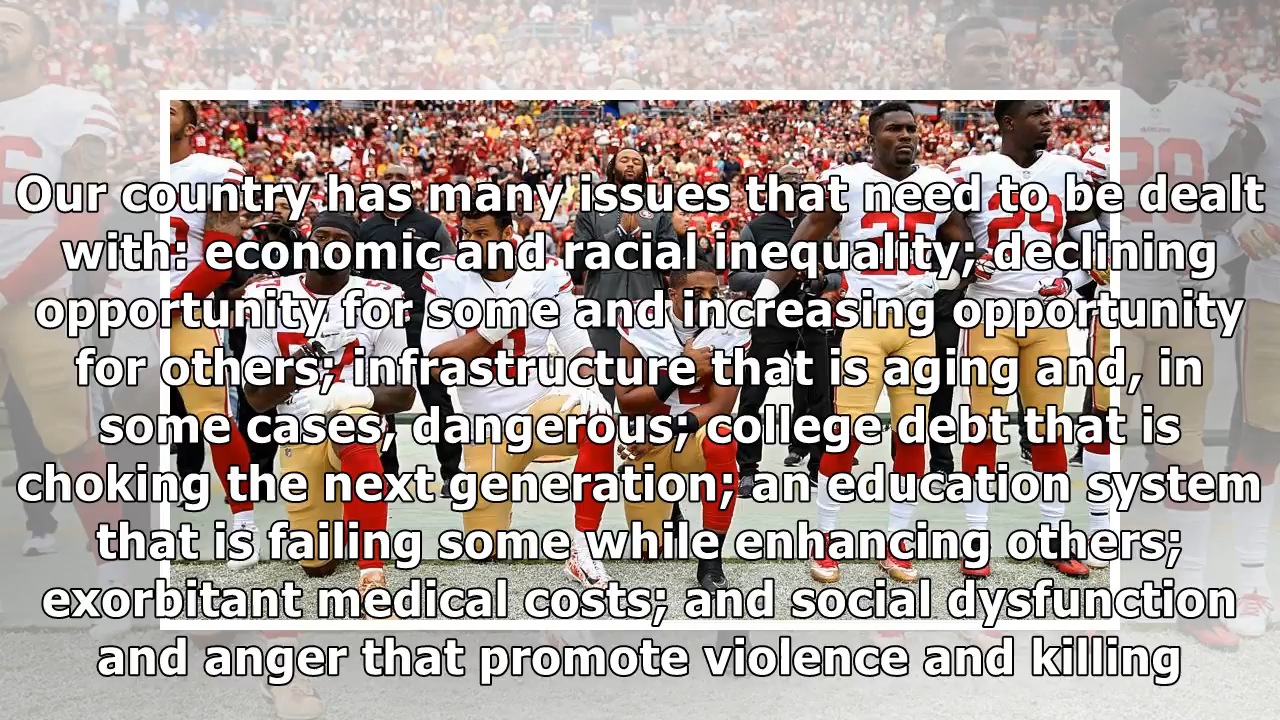 Our country has many issues that need to be dealt
with: economic and racial inequality; declining
opportunity for some and increasing opportunity
for others; infrastructure that is aging and, in
some cases, dangerous; college debt that is
choking the next generation; an education system
that is failing some while enhancing others;
exorbitant medical costs; and social dysfunction
and anger that promote violence and killing
35
29